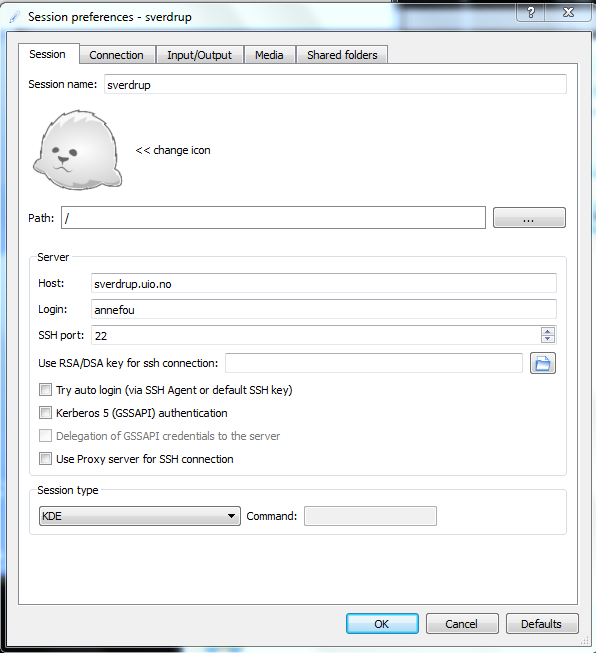 Session preferences - sverdrup
?
Session Connection Input/Output Media Shared folders
Session name: sverdrup
<< change icon
Path: / ...
Server
Host: sverdrup.uio.no
Login: annefou
SSH port: 22
Use RSA/DSA key for ssh connection:
Try auto login (via SSH Agent or default SSH key)
Kerberos 5 (GSSAPI) authentication
Delegation of GSSAPI credentials to the server
Use Proxy server for SSH connection
Session type
KDE Command:
OK Cancel Defaults